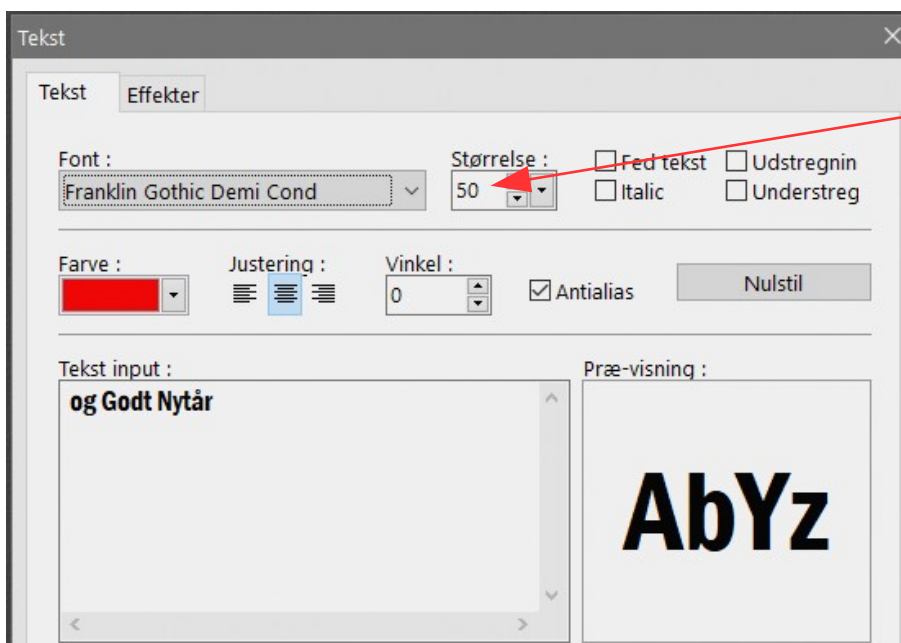 Tekst
Tekst Effekter
Font : Størrelse : Fed tekst Udstregnin
Franklin Gothic Demi Cond 50 Italic Understreg
Farve : Justering : Vinkel :
0 Antialias Nulstil
Tekst input : Præ-visning :
og Godt Nytår
AbYz